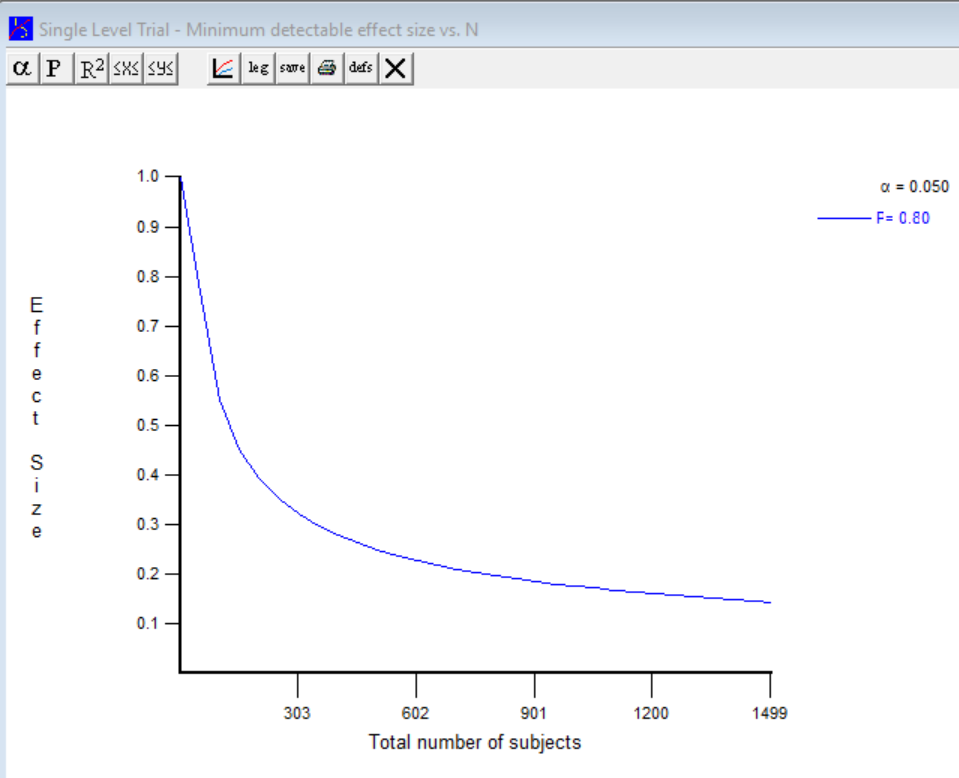 Single Level Trial - Minimum detectable effect size vs. N
α P R² ≤X≤ ≤Y≤ leg save defs
α = 0.050
P= 0.80
1.0
0.9
0.8
0.7
0.6
0.5
0.4
0.3
0.2
0.1
Effect Size
303 602 901 1200 1499
Total number of subjects